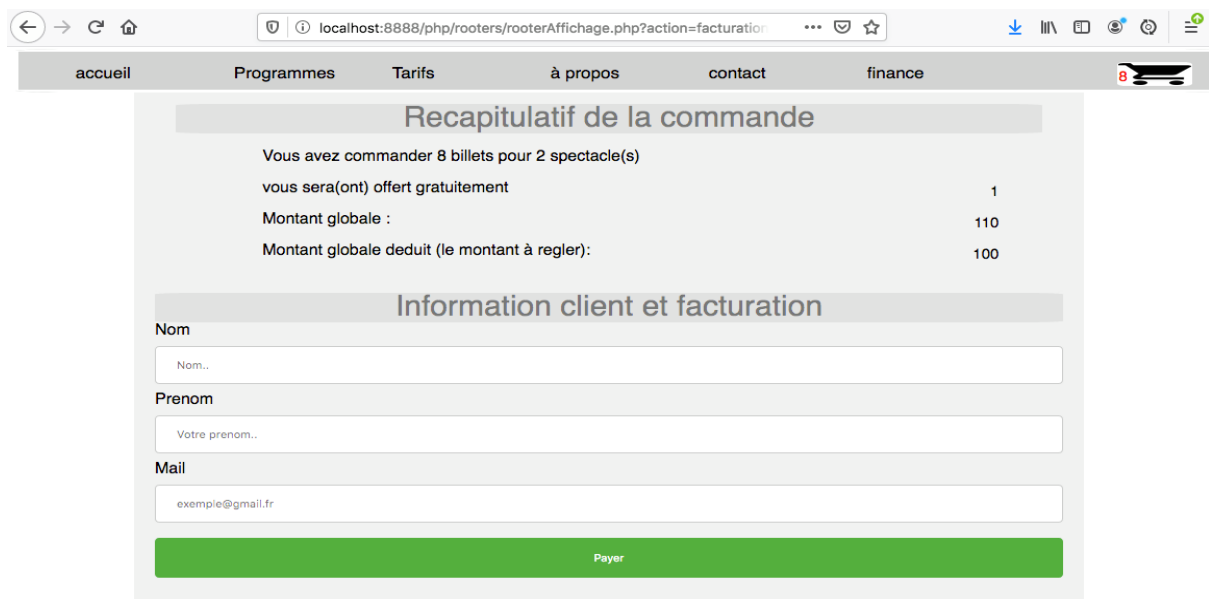 localhost:8888/php/rooters/rooterAffichage.php?action=facturation
accueil Programmes Tarifs à propos contact finance 8
Recapitulatif de la commande
Vous avez commander 8 billets pour 2 spectacle(s)
vous sera(ont) offert gratuitement 1
Montant globale : 110
Montant globale deduit (le montant à regler): 100
Information client et facturation
Nom
Nom..
Prenom
Votre prenom..
Mail
exemple@gmail.fr
Payer